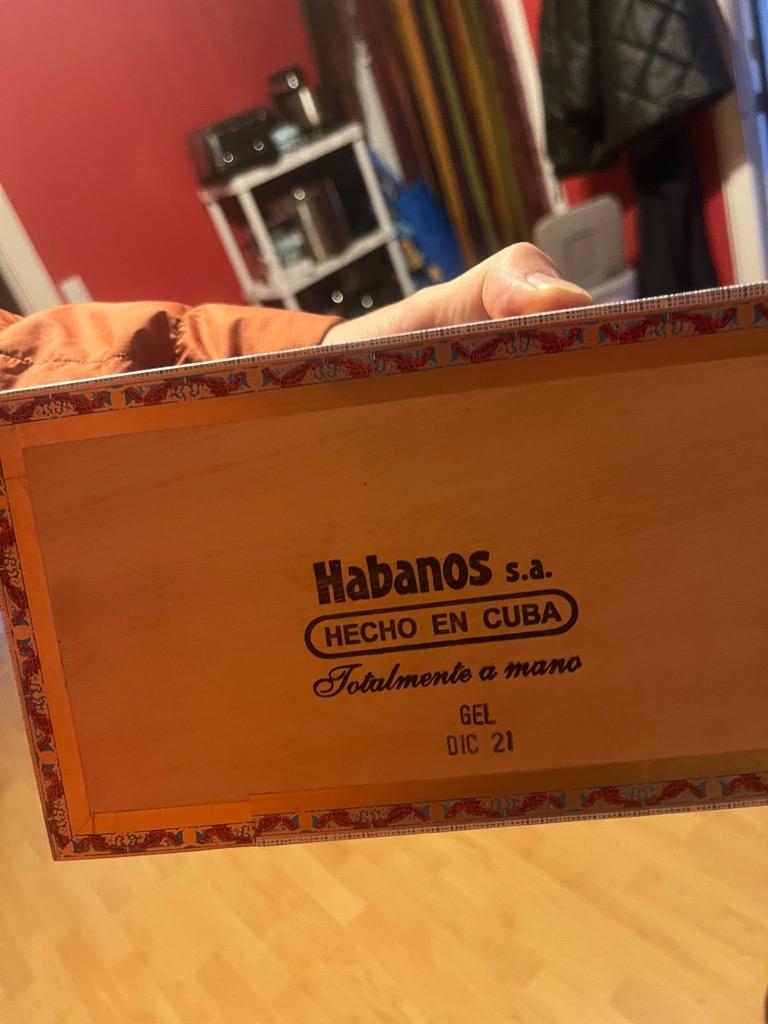 Habanos s.a.
HECHO EN CUBA
Totalmente a mano
GEL
DIC 21